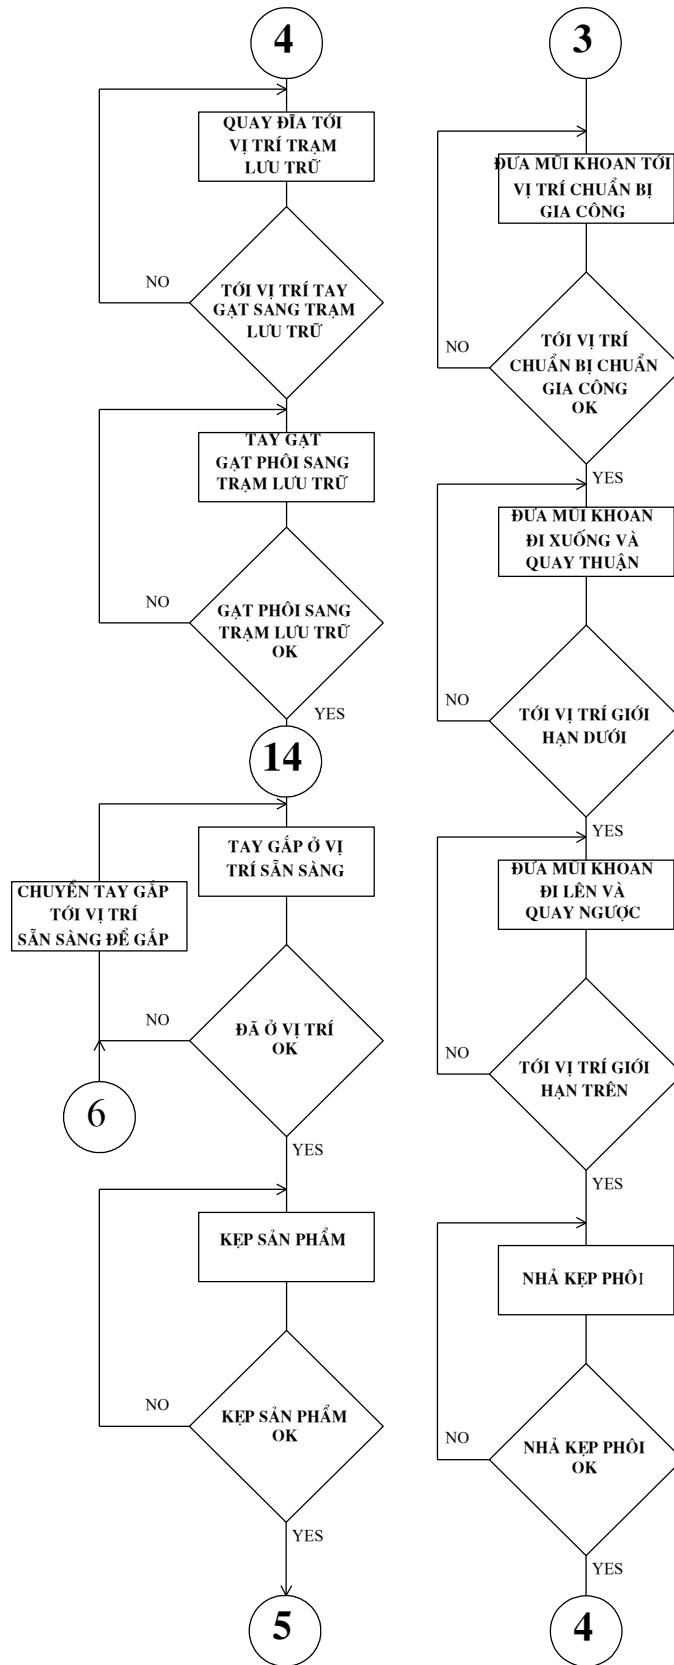 4
QUAY ĐĨA TỚI
VỊ TRÍ TRẠM
LƯU TRỮ
NO
TỚI VỊ TRÍ TAY
GẠT SANG TRẠM
LƯU TRỮ
TAY GẠT
GẠT PHÔI SANG
TRẠM LƯU TRỮ
NO
GẠT PHÔI SANG
TRẠM LƯU TRỮ
OK
YES
14
TAY GẮP Ở VỊ
TRÍ SẴN SÀNG
CHUYỂN TAY GẮP
TỚI VỊ TRÍ
SẴN SÀNG ĐỂ GẮP
NO
ĐÃ Ở VỊ TRÍ
OK
6
YES
KẸP SẢN PHẨM
NO
KẸP SẢN PHẨM
OK
YES
5
3
ĐƯA MŨI KHOAN TỚI
VỊ TRÍ CHUẨN BỊ
GIA CÔNG
NO
TỚI VỊ TRÍ
CHUẨN BỊ CHUẨN
GIA CÔNG
OK
YES
ĐƯA MŨI KHOAN
ĐI XUỐNG VÀ
QUAY THUẬN
NO
TỚI VỊ TRÍ GIỚI
HẠN DƯỚI
YES
ĐƯA MŨI KHOAN
ĐI LÊN VÀ
QUAY NGƯỢC
NO
TỚI VỊ TRÍ GIỚI
HẠN TRÊN
YES
NHẢ KẸP PHÔI
NO
NHẢ KẸP PHÔI
OK
YES
4